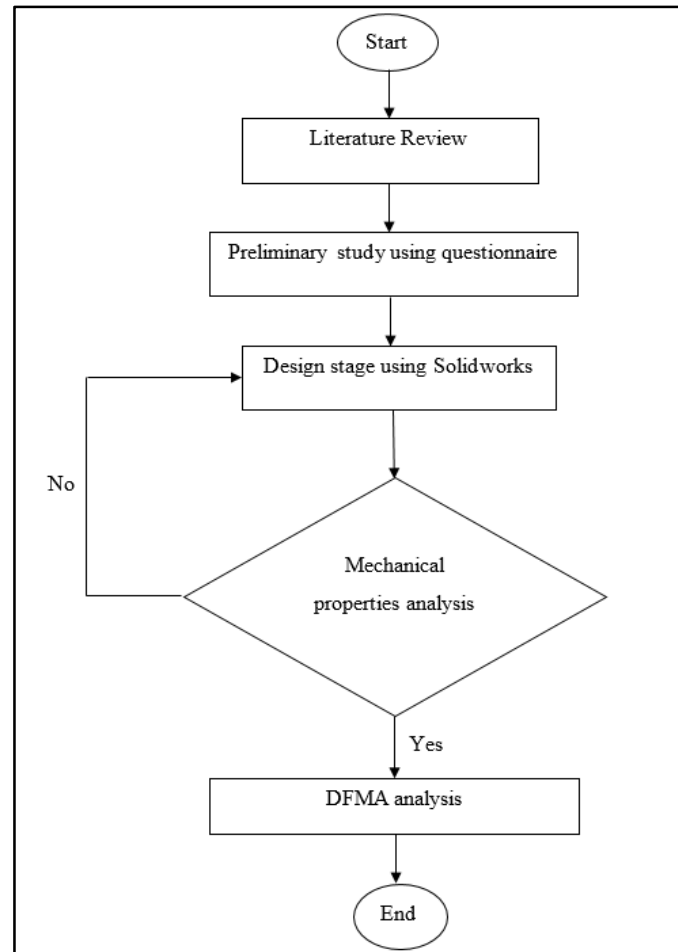 Start
Literature Review
Preliminary study using questionnaire
Design stage using Solidworks
No
Mechanical
properties analysis
Yes
DFMA analysis
End